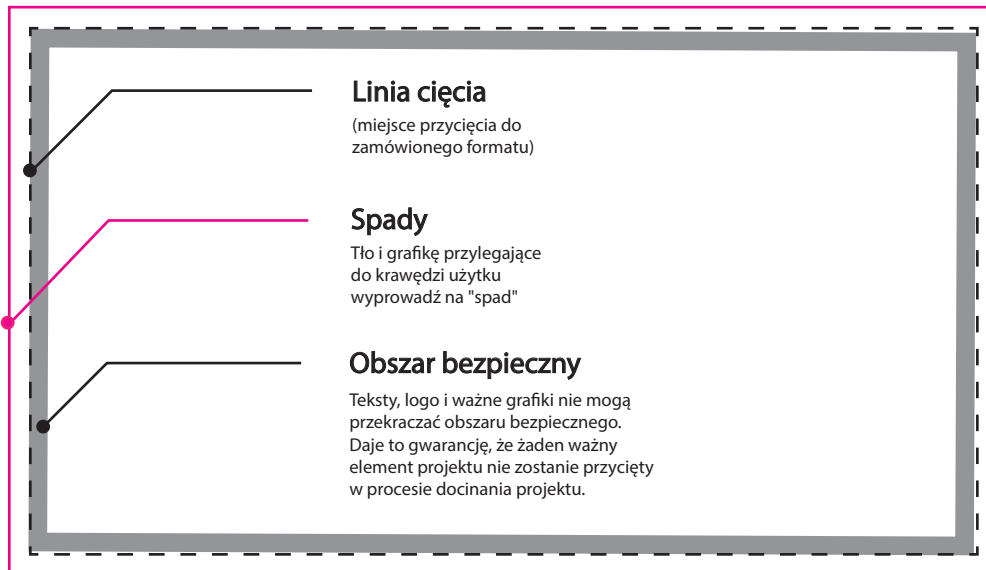 Linia cięcia
(miejsce przycięcia do
zamówionego formatu)
Spady
Tło i grafikę przylegające
do krawędzi użytku
wyprowadź na "spad"
Obszar bezpieczny
Teksty, logo i ważne grafiki nie mogą
przekraczać obszaru bezpiecznego.
Daje to gwarancję, że żaden ważny
element projektu nie zostanie przycięty
w procesie docinania projektu.